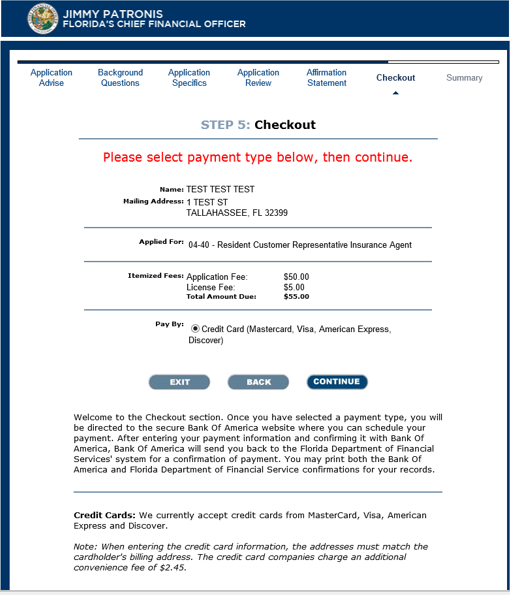 JIMMY PATRONIS
FLORIDA'S CHIEF FINANCIAL OFFICER
Application Advise
Background Questions
Application Specifics
Application Review
Affirmation Statement
Checkout
Summary
STEP 5: Checkout
Please select payment type below, then continue.
Name: TEST TEST TEST
Mailing Address: 1 TEST ST
TALLAHASSEE, FL 32399
Applied For: 04-40 - Resident Customer Representative Insurance Agent
Itemized Fees: Application Fee: $50.00
License Fee: $5.00
Total Amount Due: $55.00
Pay By: Credit Card (Mastercard, Visa, American Express,
Discover)
EXIT BACK CONTINUE
Welcome to the Checkout section. Once you have selected a payment type, you will
be directed to the secure Bank Of America website where you can schedule your
payment. After entering your payment information and confirming it with Bank Of
America, Bank Of America will send you back to the Florida Department of Financial
Services' system for a confirmation of payment. You may print both the Bank Of
America and Florida Department of Financial Service confirmations for your records.
Credit Cards: We currently accept credit cards from MasterCard, Visa, American
Express and Discover.
Note: When entering the credit card information, the addresses must match the
cardholder's billing address. The credit card companies charge an additional
convenience fee of $2.45.